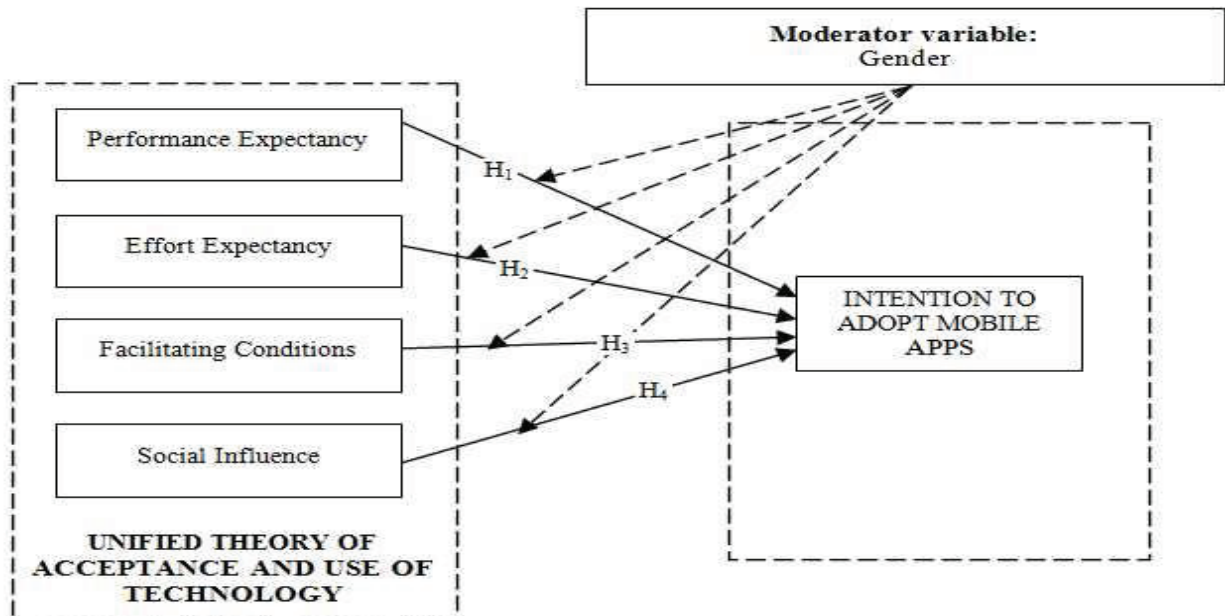 Moderator variable:
Gender
Performance Expectancy
H₁
Effort Expectancy
H₂
INTENTION TO
ADOPT MOBILE
APPS
Facilitating Conditions
H₃
H₄
Social Influence
UNIFIED THEORY OF
ACCEPTANCE AND USE OF
TECHNOLOGY